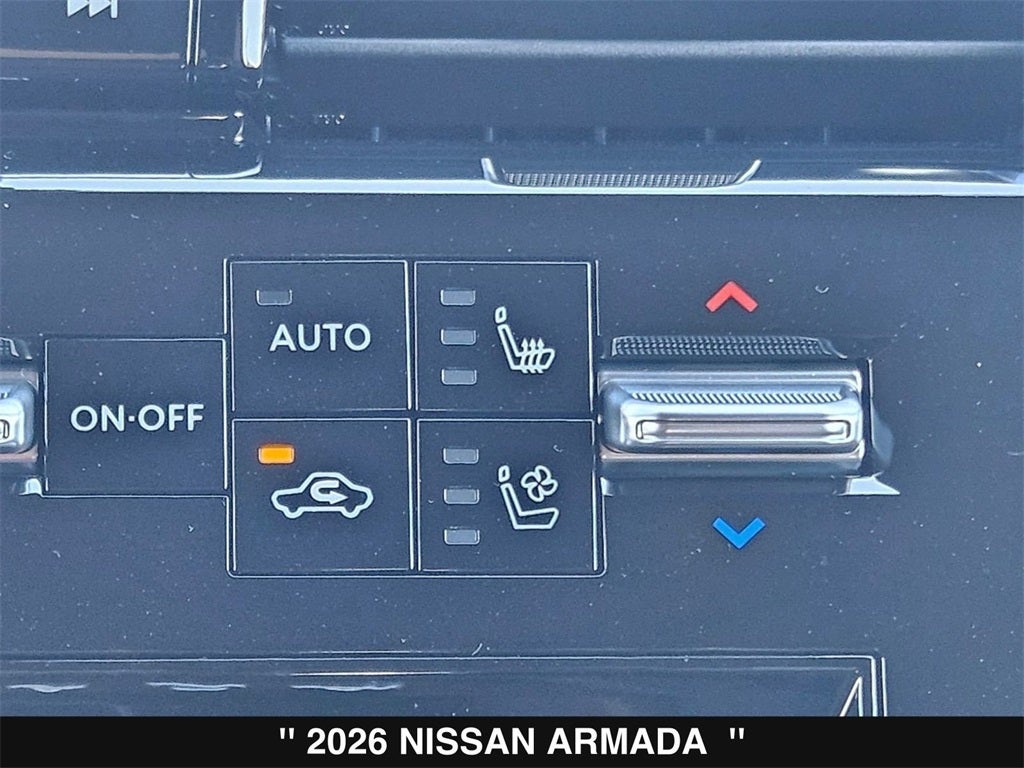 AUTO
ON·OFF
" 2026 NISSAN ARMADA "